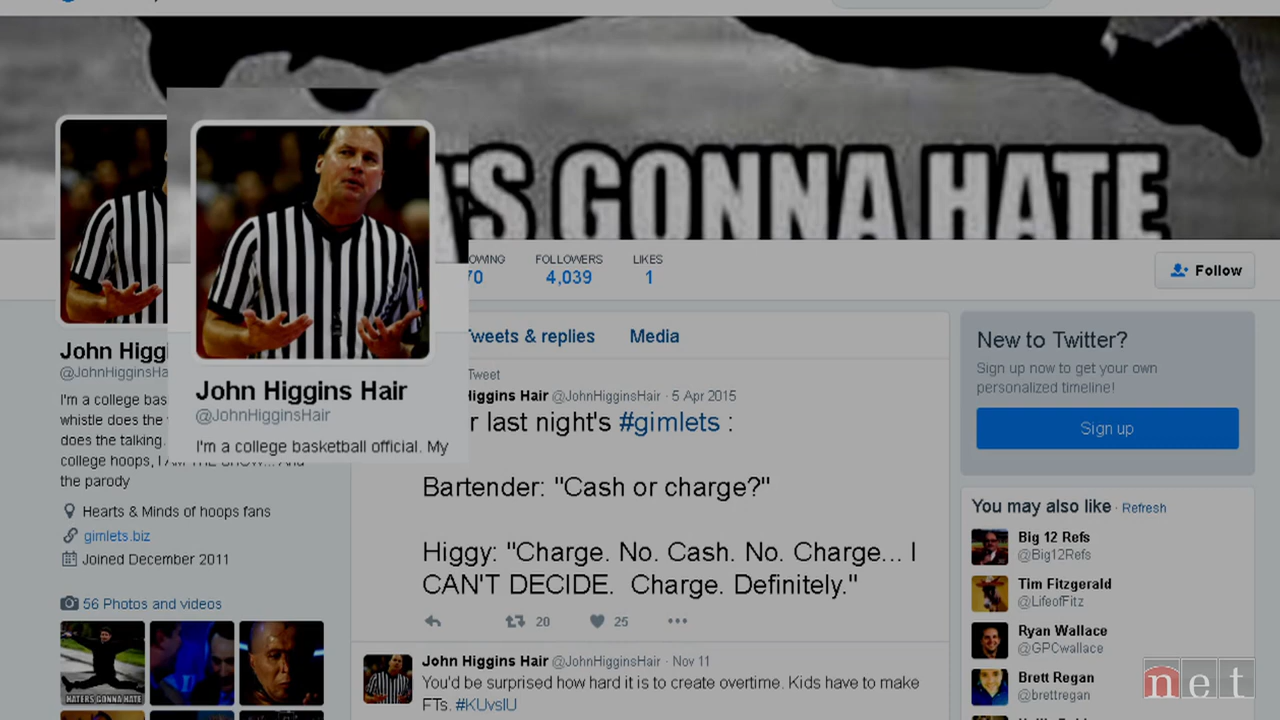 HATERS GONNA HATE
John Higgins Hair
@JohnHigginsHair
I'm a college basketball official. My
John Higg
@JohnHigginsHa
I'm a college bas
whistle does the
does the talking.
college hoops, I AM THE SHOW... And
the parody
Hearts & Minds of hoops fans
gimlets.biz
Joined December 2011
56 Photos and videos
HATERS GONNA HATE
OWING
70
FOLLOWERS
4,039
LIKES
1
Follow
Tweets & replies
Media
Tweet
Higgins Hair @JohnHigginsHair · 5 Apr 2015
r last night's #gimlets :
Bartender: "Cash or charge?"
Higgy: "Charge. No. Cash. No. Charge... I
CAN'T DECIDE. Charge. Definitely."
20
25
John Higgins Hair @JohnHigginsHair · Nov 11
You'd be surprised how hard it is to create overtime. Kids have to make
FTs. #KUvsIU
New to Twitter?
Sign up now to get your own
personalized timeline!
Sign up
You may also like · Refresh
Big 12 Refs
@Big12Refs
Tim Fitzgerald
@LifeofFitz
Ryan Wallace
@GPCwallace
Brett Regan
@brettregan
net